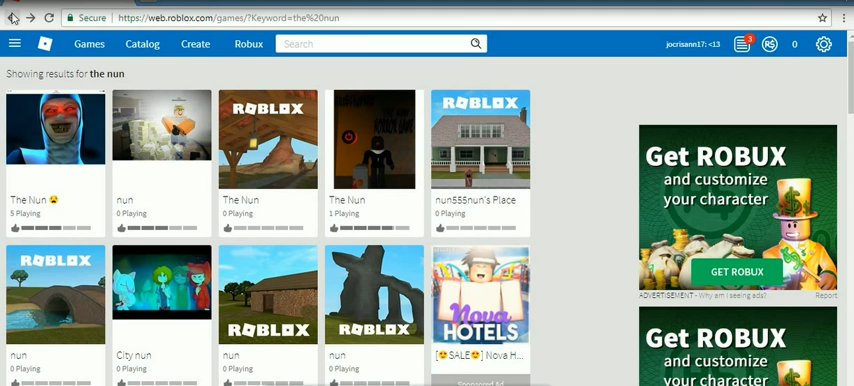 Secure
https://web.roblox.com/games/?Keyword=the%20nun
Games
Catalog
Create
Robux
Search
jocrisann17: <13
3
R$
0
Showing results for the nun
ROBLOX
ROBLOX
The Nun 😧
nun
The Nun
The Nun
nun555nun's Place
5 Playing
0 Playing
0 Playing
1 Playing
0 Playing
Get ROBUX
and customize
your character
GET ROBUX
ADVERTISEMENT - Why am I seeing ads?
Report
ROBLOX
ROBLOX
ROBLOX
Nova
HOTELS
nun
City nun
nun
nun
[😍SALE😍] Nova H...
0 Playing
0 Playing
0 Playing
0 Playing
Sponsored Ad
Get ROBUX
and customize
your character